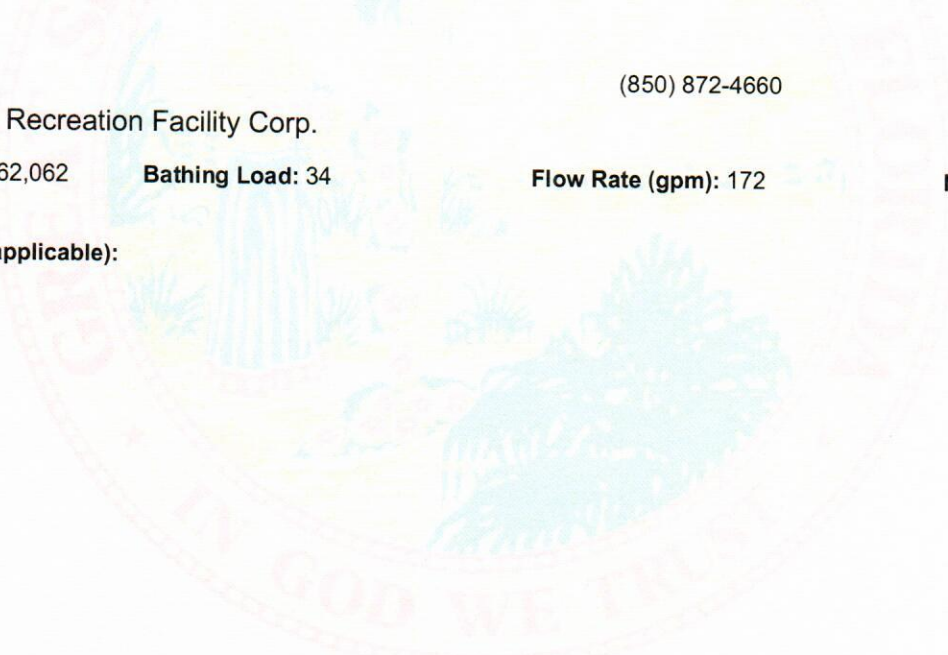 (850) 872-4660
Recreation Facility Corp.
62,062 Bathing Load: 34 Flow Rate (gpm): 172
applicable):
IN GOD WE TRUST